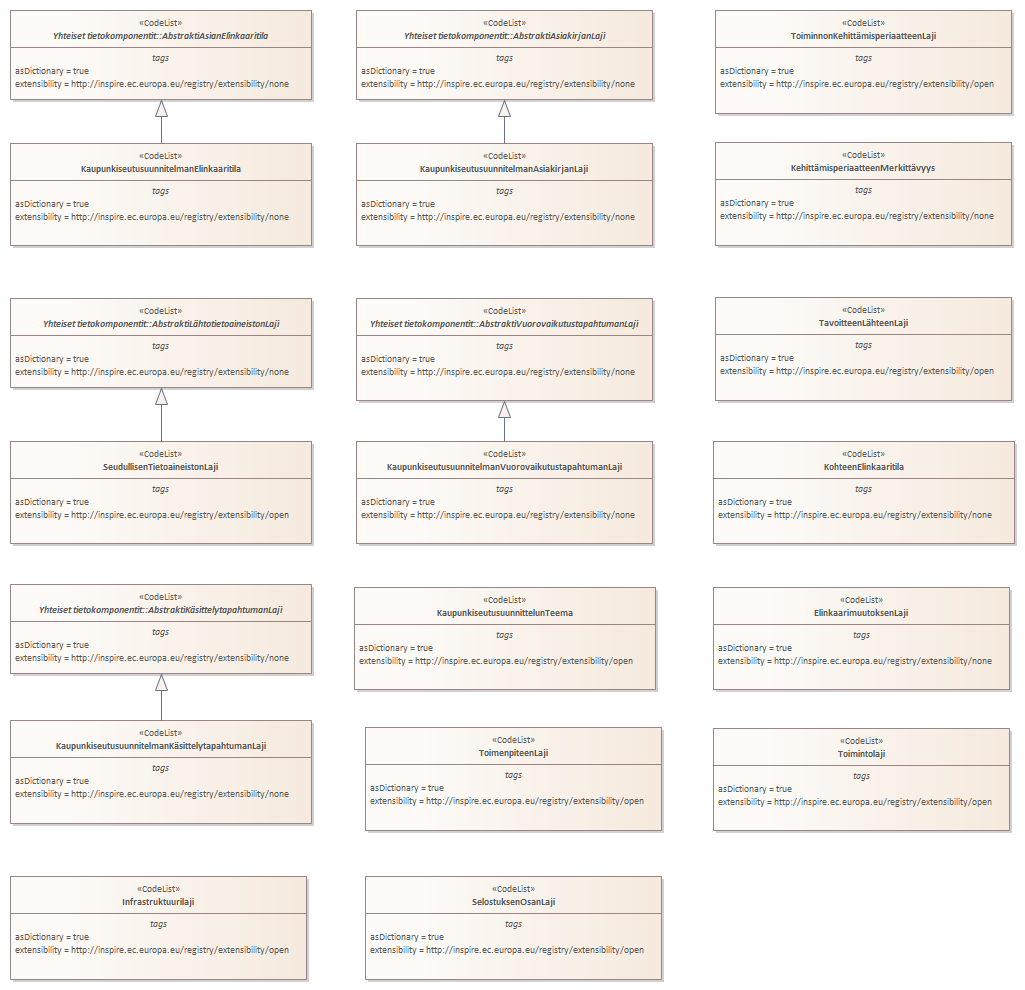 «CodeList»
Yhteiset tietokomponentit::AbstraktiAsianElinkaaritila
tags
asDictionary = true
extensibility = http://inspire.ec.europa.eu/registry/extensibility/none
«CodeList»
Yhteiset tietokomponentit::AbstraktiAsiakirjanLaji
tags
asDictionary = true
extensibility = http://inspire.ec.europa.eu/registry/extensibility/none
«CodeList»
ToiminnonKehittämisperiaatteenLaji
tags
asDictionary = true
extensibility = http://inspire.ec.europa.eu/registry/extensibility/open
«CodeList»
KaupunkiseutusuunnitelmanElinkaaritila
tags
asDictionary = true
extensibility = http://inspire.ec.europa.eu/registry/extensibility/none
«CodeList»
KaupunkiseutusuunnitelmanAsiakirjanLaji
tags
asDictionary = true
extensibility = http://inspire.ec.europa.eu/registry/extensibility/none
«CodeList»
KehittämisperiaatteenMerkittävyys
tags
asDictionary = true
extensibility = http://inspire.ec.europa.eu/registry/extensibility/none
«CodeList»
Yhteiset tietokomponentit::AbstraktiLähtötietoaineistonLaji
tags
asDictionary = true
extensibility = http://inspire.ec.europa.eu/registry/extensibility/none
«CodeList»
Yhteiset tietokomponentit::AbstraktiVuorovaikutustapahtumanLaji
tags
asDictionary = true
extensibility = http://inspire.ec.europa.eu/registry/extensibility/none
«CodeList»
TavoitteenLähteenLaji
tags
asDictionary = true
extensibility = http://inspire.ec.europa.eu/registry/extensibility/open
«CodeList»
SeudullisenTietoaineistonLaji
tags
asDictionary = true
extensibility = http://inspire.ec.europa.eu/registry/extensibility/open
«CodeList»
KaupunkiseutusuunnitelmanVuorovaikutustapahtumanLaji
tags
asDictionary = true
extensibility = http://inspire.ec.europa.eu/registry/extensibility/none
«CodeList»
KohteenElinkaaritila
tags
asDictionary = true
extensibility = http://inspire.ec.europa.eu/registry/extensibility/none
«CodeList»
Yhteiset tietokomponentit::AbstraktiKäsittelytapahtumanLaji
tags
asDictionary = true
extensibility = http://inspire.ec.europa.eu/registry/extensibility/none
«CodeList»
KaupunkiseutusuunnittelunTeema
tags
asDictionary = true
extensibility = http://inspire.ec.europa.eu/registry/extensibility/open
«CodeList»
ElinkaarimuutoksenLaji
tags
asDictionary = true
extensibility = http://inspire.ec.europa.eu/registry/extensibility/none
«CodeList»
KaupunkiseutusuunnitelmanKäsittelytapahtumanLaji
tags
asDictionary = true
extensibility = http://inspire.ec.europa.eu/registry/extensibility/none
«CodeList»
ToimenpiteenLaji
tags
asDictionary = true
extensibility = http://inspire.ec.europa.eu/registry/extensibility/open
«CodeList»
Toimintolaji
tags
asDictionary = true
extensibility = http://inspire.ec.europa.eu/registry/extensibility/open
«CodeList»
Infrastruktuurilaji
tags
asDictionary = true
extensibility = http://inspire.ec.europa.eu/registry/extensibility/open
«CodeList»
SelostuksenOsanLaji
tags
asDictionary = true
extensibility = http://inspire.ec.europa.eu/registry/extensibility/open